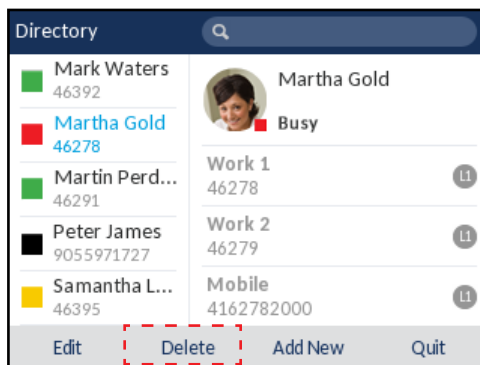 Directory
Mark Waters
46392
Martha Gold
46278
Martin Perd...
46291
Peter James
9055971727
Samantha L...
46395
Martha Gold
Busy
Work 1
46278
L1
Work 2
46279
L1
Mobile
4162782000
L1
Edit Delete Add New Quit